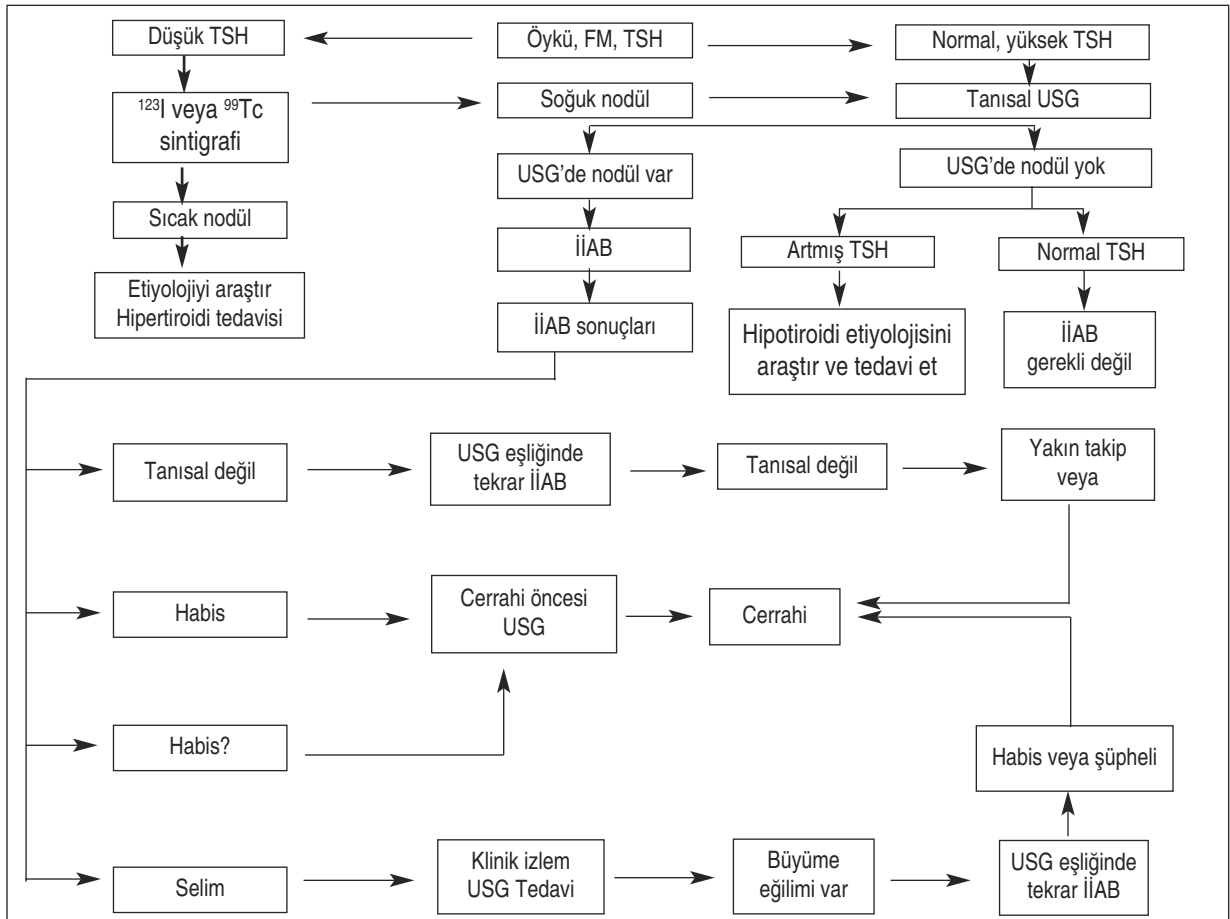 Düşük TSH
Öykü, FM, TSH
Normal, yüksek TSH
¹²³I veya ⁹⁹Tc
sintigrafi
Soğuk nodül
Tanısal USG
USG'de nodül var
USG'de nodül yok
Sıcak nodül
İİAB
Artmış TSH
Normal TSH
Etiyolojiyi araştır
Hipertiroidi tedavisi
İİAB sonuçları
Hipotiroidi etiyolojisini
araştır ve tedavi et
İİAB
gerekli değil
Tanısal değil
USG eşliğinde
tekrar İİAB
Tanısal değil
Yakın takip
veya
Habis
Cerrahi öncesi
USG
Cerrahi
Habis?
Habis veya şüpheli
Selim
Klinik izlem
USG Tedavi
Büyüme
eğilimi var
USG eşliğinde
tekrar İİAB